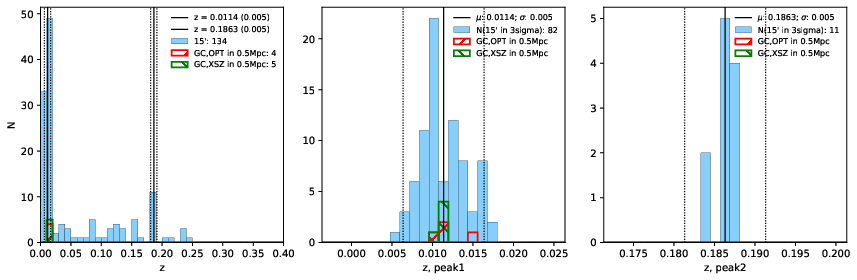 z = 0.0114 (0.005)
z = 0.1863 (0.005)
15': 134
GC,OPT in 0.5Mpc: 4
GC,XSZ in 0.5Mpc: 5
N
50
40
30
20
10
0
0.00 0.05 0.10 0.15 0.20 0.25 0.30 0.35 0.40
z
μ: 0.0114; σ: 0.005
N(15' in 3sigma): 82
GC,OPT in 0.5Mpc
GC,XSZ in 0.5Mpc
20
15
10
5
0
0.000 0.005 0.010 0.015 0.020 0.025
z, peak1
μ: 0.1863; σ: 0.005
N(15' in 3sigma): 11
GC,OPT in 0.5Mpc
GC,XSZ in 0.5Mpc
5
4
3
2
1
0
0.175 0.180 0.185 0.190 0.195 0.200
z, peak2